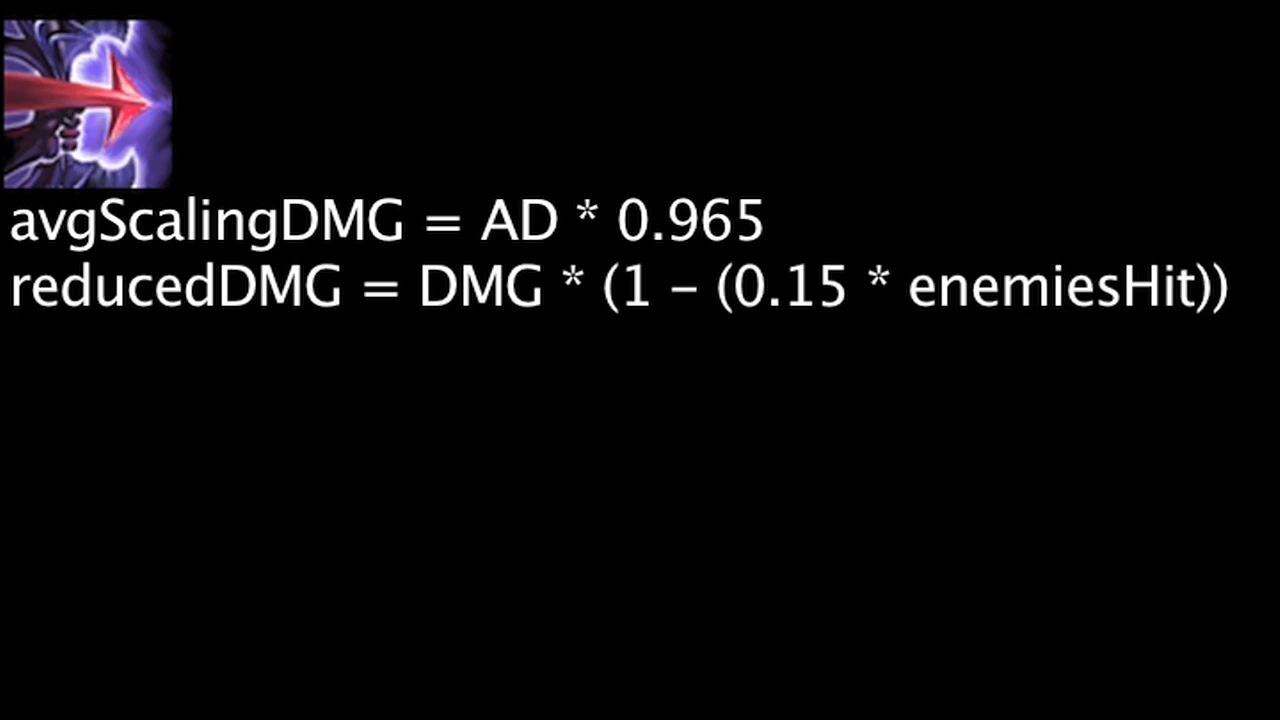 avgScalingDMG = AD * 0.965
reducedDMG = DMG * (1 – (0.15 * enemiesHit))